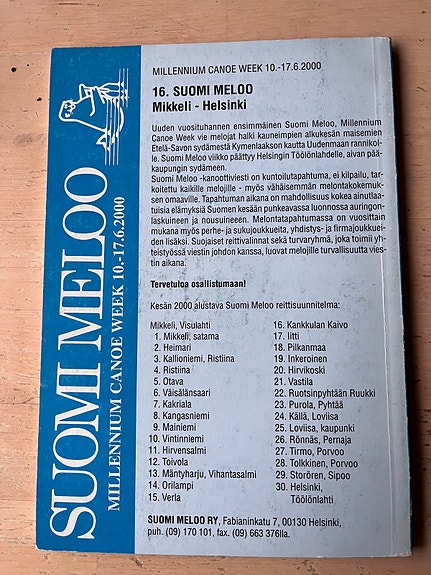 SUOMI MELOO
MILLENNIUM CANOE WEEK 10.-17.6.2000
MILLENNIUM CANOE WEEK 10.-17.6.2000
16. SUOMI MELOO
Mikkeli - Helsinki
Uuden vuosituhannen ensimmäinen Suomi Meloo, Millennium
Canoe Week vie melojat halki kauneimpien alkukesän maisemien
Etelä-Savon sydämestä Kymenlaakson kautta Uudenmaan rannikol-
le. Suomi Meloo viikko päättyy Helsingin Töölönlahdelle, aivan pää-
kaupungin sydämeen.
Suomi Meloo -kanoottiviesti on kuntoilutapahtuma, ei kilpailu, tar-
koitettu kaikille melojille - myös vähäisemmän melontakokemuk-
sen omaaville. Tapahtuman aikana on mahdollisuus kokea ainutlaa-
tuisia elämyksiä Suomen kesään puhkeavassa luonnossa auringon-
laskuineen ja nousuineeen. Melontatapahtumassa on vuosittain
mukana myös perhe- ja sukujoukkueita, yhdistys- ja firmajoukkuei-
den lisäksi. Suojaiset reittivalinnat sekä turvaryhmä, joka toimii yh-
teistyössä viestin johdon kanssa, luovat melojille turvallisuutta vies-
tin aikana.
Tervetuloa osallistumaan!
Kesän 2000 alustava Suomi Meloo reittisuunnitelma:
Mikkeli, Visulahti
1. Mikkeli, satama
2. Heimari
3. Kallioniemi, Ristiina
4. Ristiina
5. Otava
6. Väisälänsaari
7. Kakriala
8. Kangasniemi
9. Mainiemi
10. Vintinniemi
11. Hirvensalmi
12. Toivola
13. Mäntyharju, Vihantasalmi
14. Orilampi
15. Verla
16. Kankkulan Kaivo
17. Iitti
18. Pilkanmaa
19. Inkeroinen
20. Hirvikoski
21. Vastila
22. Ruotsinpyhtään Ruukki
23. Purola, Pyhtää
24. Källä, Loviisa
25. Loviisa, kaupunki
26. Rönnäs, Pernaja
27. Tirmo, Porvoo
28. Tolkkinen, Porvoo
29. Storören, Sipoo
30. Helsinki,
Töölönlahti
SUOMI MELOO RY, Fabianinkatu 7, 00130 Helsinki,
puh. (09) 170 101, fax. (09) 663 376lla.